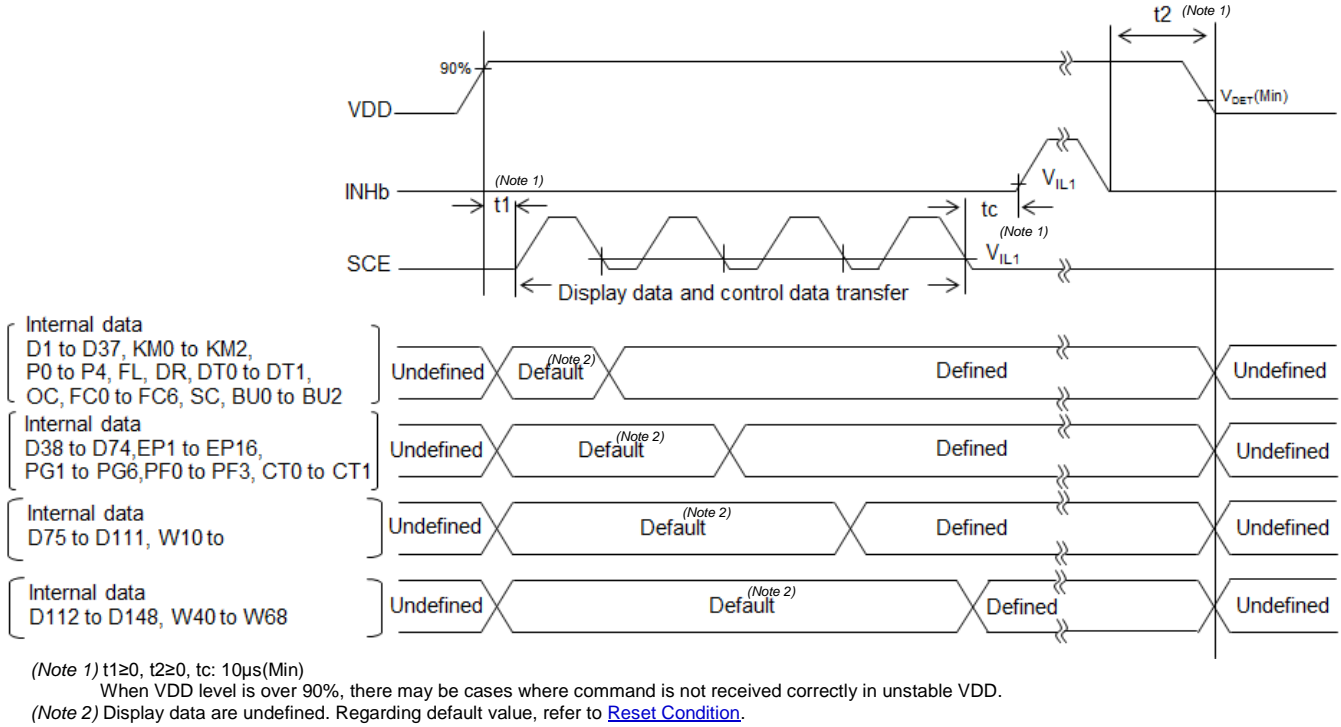 t2 (Note 1)
90%
VDD
VDET(Min)
INHb
(Note 1)
t1
VIL1
tc
(Note 1)
SCE
VIL1
Display data and control data transfer
Internal data
D1 to D37, KM0 to KM2,
P0 to P4, FL, DR, DT0 to DT1,
OC, FC0 to FC6, SC, BU0 to BU2
Undefined
Default (Note 2)
Defined
Undefined
Internal data
D38 to D74,EP1 to EP16,
PG1 to PG6,PF0 to PF3, CT0 to CT1
Undefined
Default (Note 2)
Defined
Undefined
Internal data
D75 to D111, W10 to
Undefined
Default (Note 2)
Defined
Undefined
Internal data
D112 to D148, W40 to W68
Undefined
Default (Note 2)
Defined
Undefined
(Note 1) t1≥0, t2≥0, tc: 10μs(Min)
When VDD level is over 90%, there may be cases where command is not received correctly in unstable VDD.
(Note 2) Display data are undefined. Regarding default value, refer to Reset Condition.